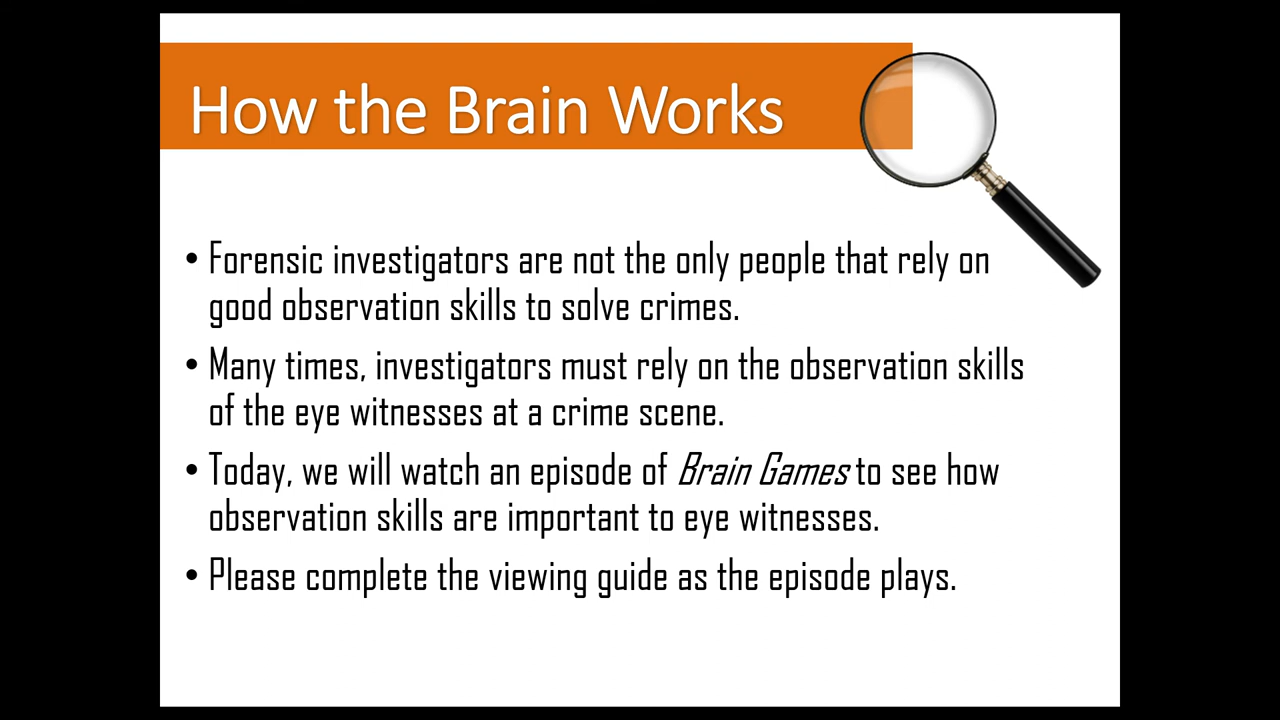 How the Brain Works
• Forensic investigators are not the only people that rely on
good observation skills to solve crimes.
• Many times, investigators must rely on the observation skills
of the eye witnesses at a crime scene.
• Today, we will watch an episode of Brain Games to see how
observation skills are important to eye witnesses.
• Please complete the viewing guide as the episode plays.